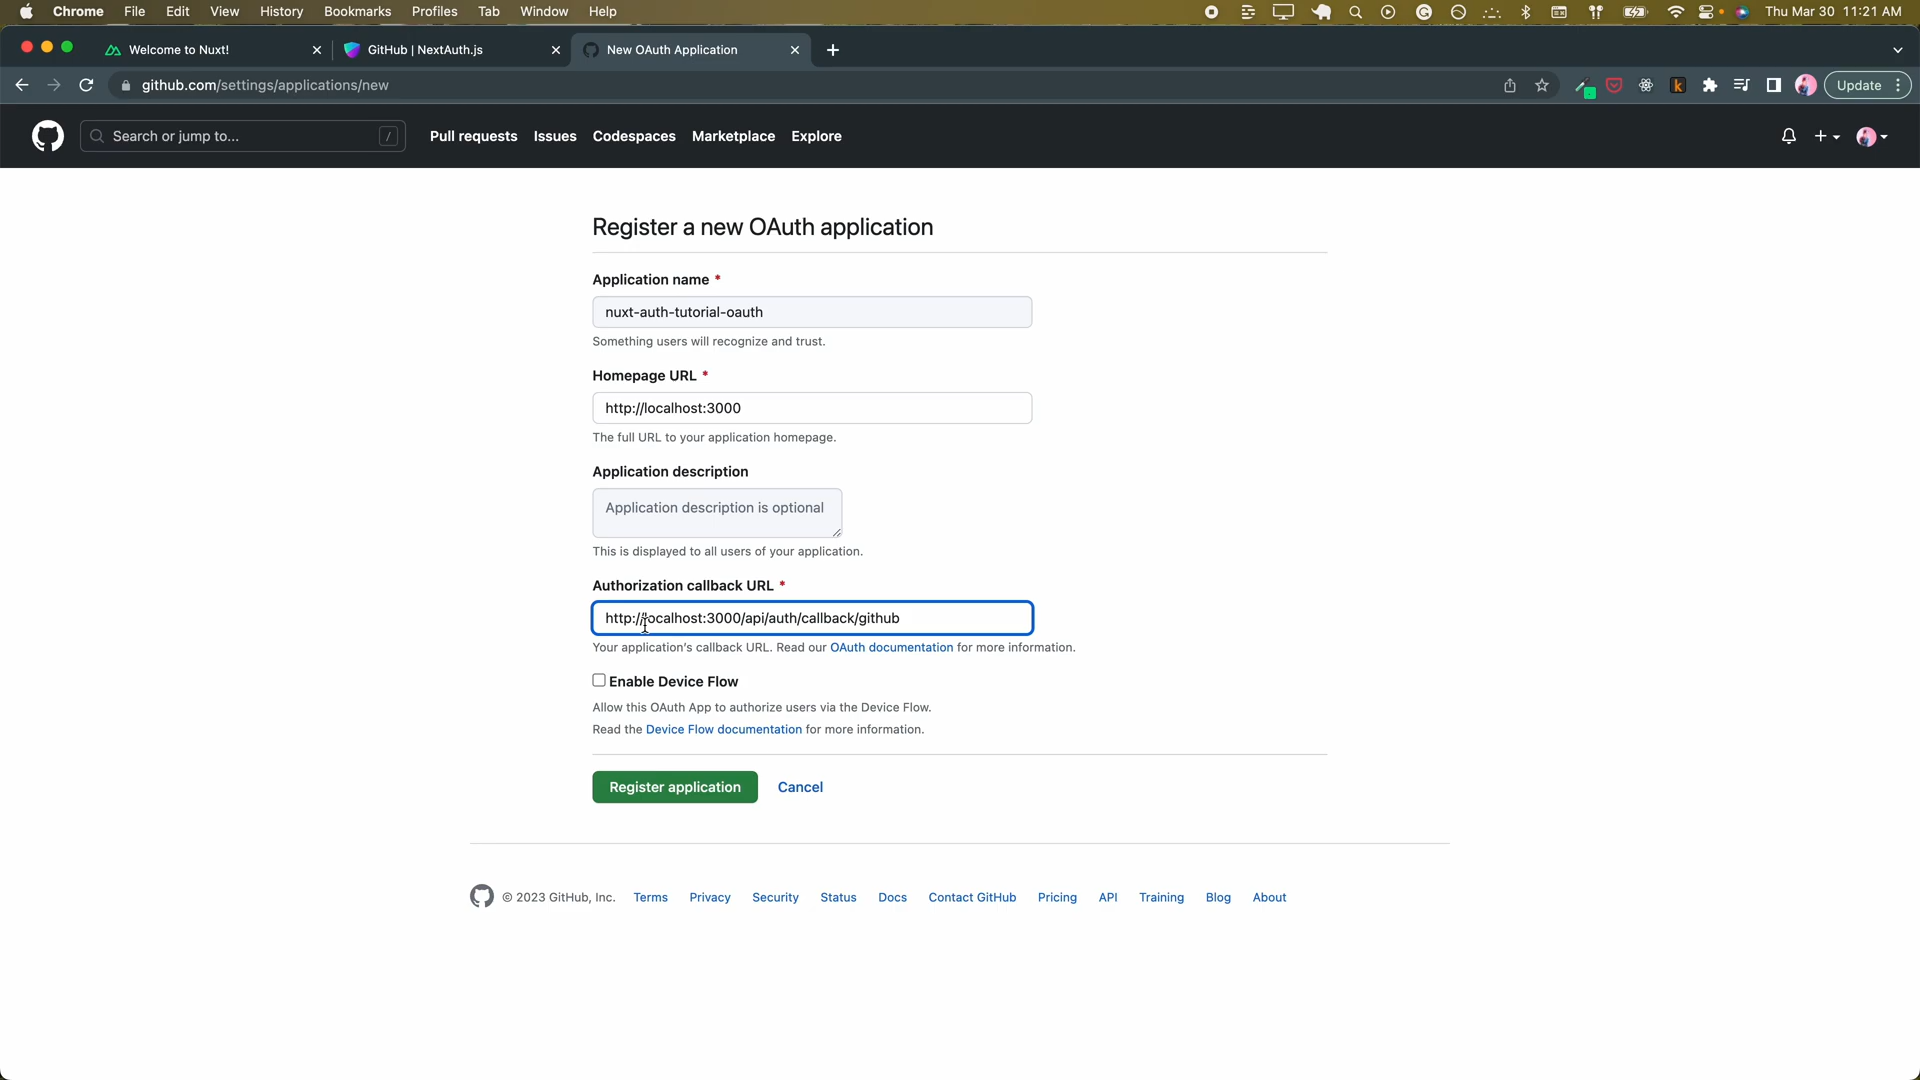 Chrome File Edit View History Bookmarks Profiles Tab Window Help Thu Mar 30 11:21 AM
Welcome to Nuxt! GitHub | NextAuth.js New OAuth Application
github.com/settings/applications/new Update
Search or jump to... / Pull requests Issues Codespaces Marketplace Explore
Register a new OAuth application
Application name *
nuxt-auth-tutorial-oauth
Something users will recognize and trust.
Homepage URL *
http://localhost:3000
The full URL to your application homepage.
Application description
Application description is optional
This is displayed to all users of your application.
Authorization callback URL *
http://localhost:3000/api/auth/callback/github
Your application's callback URL. Read our OAuth documentation for more information.
Enable Device Flow
Allow this OAuth App to authorize users via the Device Flow.
Read the Device Flow documentation for more information.
Register application Cancel
© 2023 GitHub, Inc. Terms Privacy Security Status Docs Contact GitHub Pricing API Training Blog About